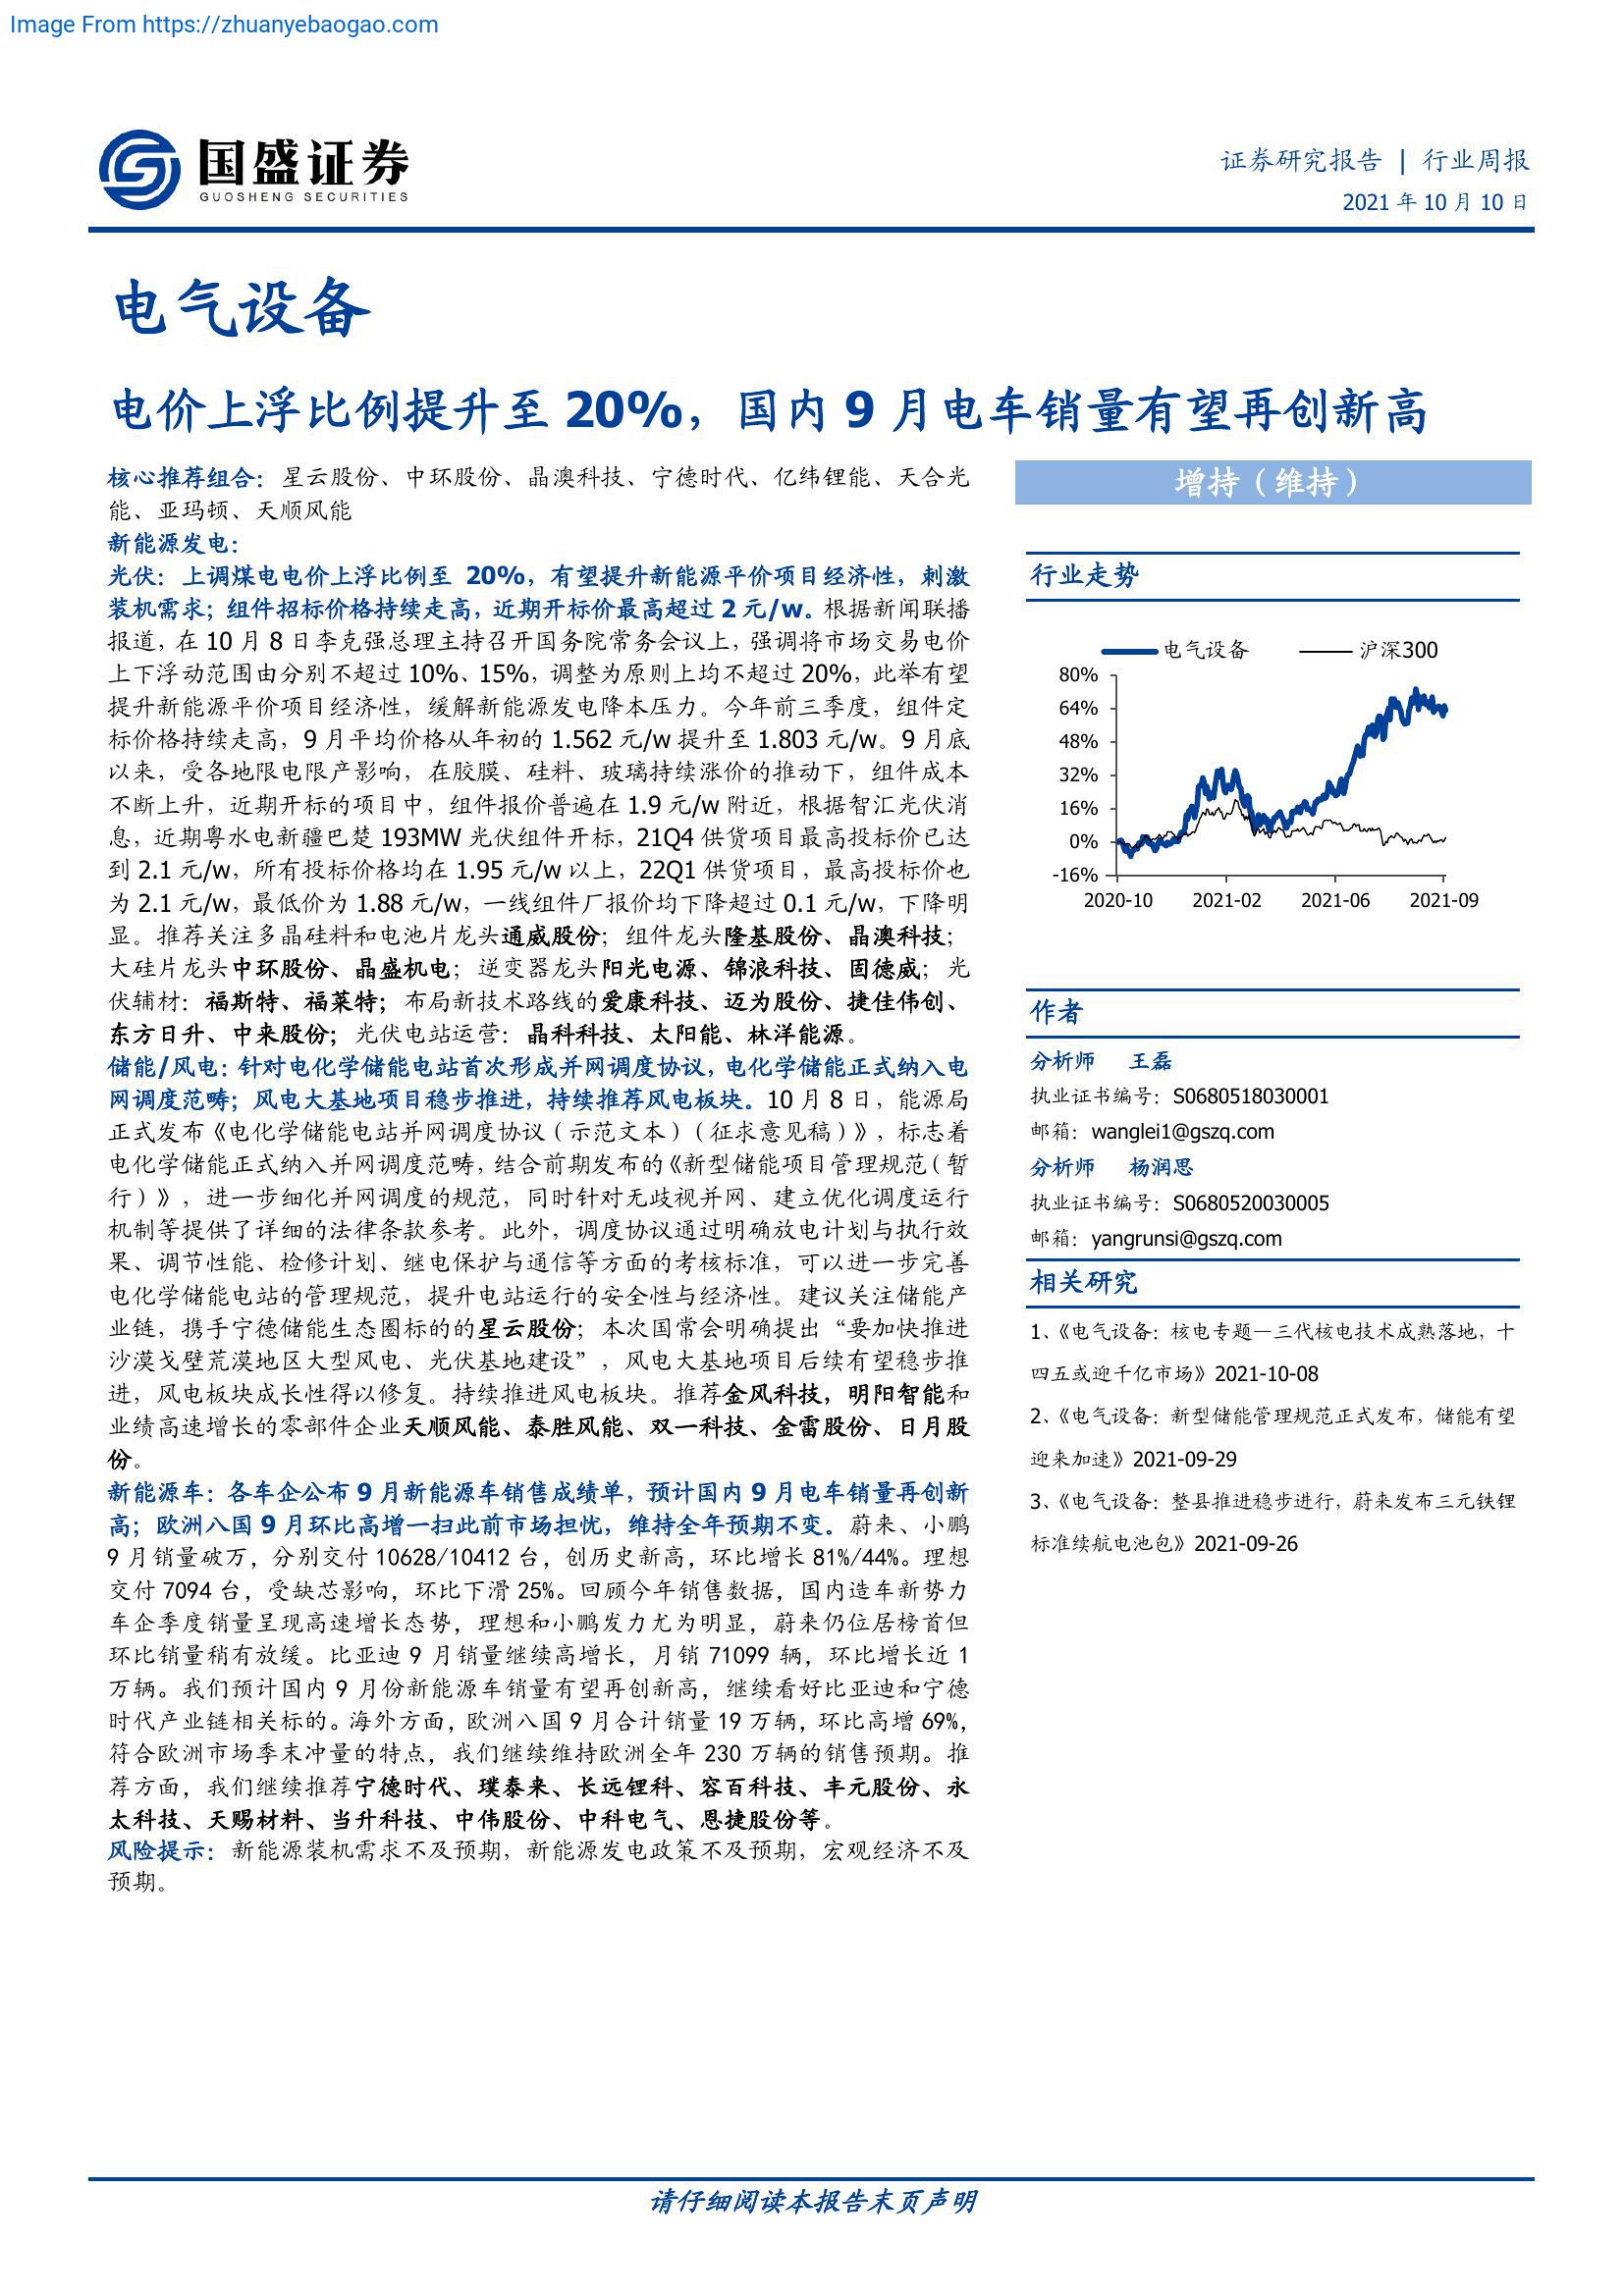 Image From https://zhuanyebaogao.com
国盛证券
GUOSHENG SECURITIES
证券研究报告 | 行业周报
2021 年 10 月 10 日
电气设备
电价上浮比例提升至 20%，国内 9 月电车销量有望再创新高
核心推荐组合：星云股份、中环股份、晶澳科技、宁德时代、亿纬锂能、天合光
能、亚玛顿、天顺风能
新能源发电：
光伏：上调煤电电价上浮比例至 20%，有望提升新能源平价项目经济性，刺激
装机需求；组件招标价格持续走高，近期开标价最高超过 2 元/w。根据新闻联播
报道，在 10 月 8 日李克强总理主持召开国务院常务会议上，强调将市场交易电价
上下浮动范围由分别不超过 10%、15%，调整为原则上均不超过 20%，此举有望
提升新能源平价项目经济性，缓解新能源发电降本压力。今年前三季度，组件定
标价格持续走高，9 月平均价格从年初的 1.562 元/w 提升至 1.803 元/w。9 月底
以来，受各地限电限产影响，在胶膜、硅料、玻璃持续涨价的推动下，组件成本
不断上升，近期开标的项目中，组件报价普遍在 1.9 元/w 附近，根据智汇光伏消
息，近期粤水电新疆巴楚 193MW 光伏组件开标，21Q4 供货项目最高投标价已达
到 2.1 元/w，所有投标价格均在 1.95 元/w 以上，22Q1 供货项目，最高投标价也
为 2.1 元/w，最低价为 1.88 元/w，一线组件厂报价均下降超过 0.1 元/w，下降明
显。推荐关注多晶硅料和电池片龙头通威股份；组件龙头隆基股份、晶澳科技；
大硅片龙头中环股份、晶盛机电；逆变器龙头阳光电源、锦浪科技、固德威；光
伏辅材：福斯特、福莱特；布局新技术路线的爱康科技、迈为股份、捷佳伟创、
东方日升、中来股份；光伏电站运营：晶科科技、太阳能、林洋能源。
储能/风电：针对电化学储能电站首次形成并网调度协议，电化学储能正式纳入电
网调度范畴；风电大基地项目稳步推进，持续推荐风电板块。10 月 8 日，能源局
正式发布《电化学储能电站并网调度协议（示范文本）（征求意见稿）》，标志着
电化学储能正式纳入并网调度范畴，结合前期发布的《新型储能项目管理规范（暂
行）》，进一步细化并网调度的规范，同时针对无歧视并网、建立优化调度运行
机制等提供了详细的法律条款参考。此外，调度协议通过明确放电计划与执行效
果、调节性能、检修计划、继电保护与通信等方面的考核标准，可以进一步完善
电化学储能电站的管理规范，提升电站运行的安全性与经济性。建议关注储能产
业链，携手宁德储能生态圈标的的星云股份；本次国常会明确提出“要加快推进
沙漠戈壁荒漠地区大型风电、光伏基地建设”，风电大基地项目后续有望稳步推
进，风电板块成长性得以修复。持续推进风电板块。推荐金风科技，明阳智能和
业绩高速增长的零部件企业天顺风能、泰胜风能、双一科技、金雷股份、日月股
份。
新能源车：各车企公布 9 月新能源车销售成绩单，预计国内 9 月电车销量再创新
高；欧洲八国 9 月环比高增一扫此前市场担忧，维持全年预期不变。蔚来、小鹏
9 月销量破万，分别交付 10628/10412 台，创历史新高，环比增长 81%/44%。理想
交付 7094 台，受缺芯影响，环比下滑 25%。回顾今年销售数据，国内造车新势力
车企季度销量呈现高速增长态势，理想和小鹏发力尤为明显，蔚来仍位居榜首但
环比销量稍有放缓。比亚迪 9 月销量继续高增长，月销 71099 辆，环比增长近 1
万辆。我们预计国内 9 月份新能源车销量有望再创新高，继续看好比亚迪和宁德
时代产业链相关标的。海外方面，欧洲八国 9 月合计销量 19 万辆，环比高增 69%，
符合欧洲市场季末冲量的特点，我们继续维持欧洲全年 230 万辆的销售预期。推
荐方面，我们继续推荐宁德时代、璞泰来、长远锂科、容百科技、丰元股份、永
太科技、天赐材料、当升科技、中伟股份、中科电气、恩捷股份等。
风险提示：新能源装机需求不及预期，新能源发电政策不及预期，宏观经济不及
预期。
增持（维持）
行业走势
电气设备 沪深300
80%
64%
48%
32%
16%
0%
-16%
2020-10 2021-02 2021-06 2021-09
作者
分析师 王磊
执业证书编号：S0680518030001
邮箱：wanglei1@gszq.com
分析师 杨润思
执业证书编号：S0680520030005
邮箱：yangrunsi@gszq.com
相关研究
1、《电气设备：核电专题—三代核电技术成熟落地，十
四五或迎千亿市场》2021-10-08
2、《电气设备：新型储能管理规范正式发布，储能有望
迎来加速》2021-09-29
3、《电气设备：整县推进稳步进行，蔚来发布三元铁锂
标准续航电池包》2021-09-26
请仔细阅读本报告末页声明